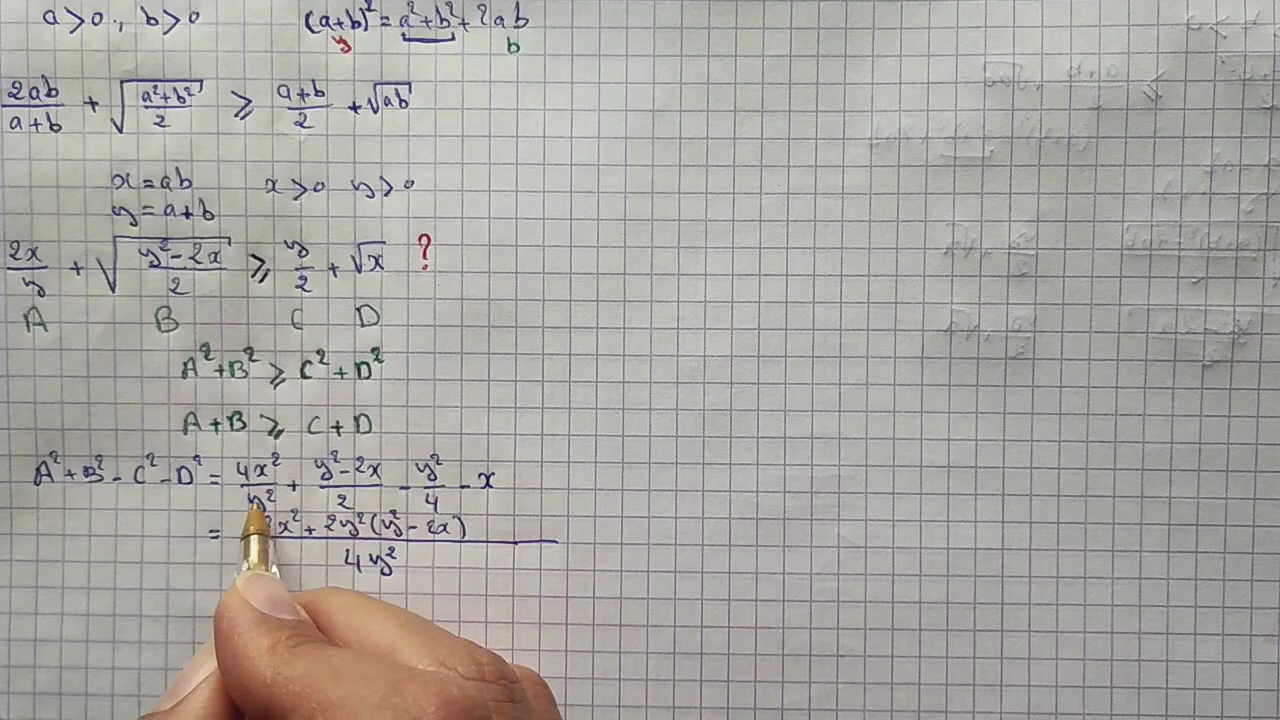 a > 0 , b > 0 (a+b)² = a² + b² + 2ab
y b
2ab/(a+b) + √((a²+b²)/2) ≥ (a+b)/2 + √ab
x = ab x > 0 y > 0
y = a+b
2x/y + √((y²-2x)/2) ≥ y/2 + √x ?
A B C D
A² + B² ≥ C² + D²
A + B ≥ C + D
A² + B² - C² - D² = 4x²/y² + (y²-2x)/2 - y²/4 - x
= x² + 2y²(y²-2x) / 4y²